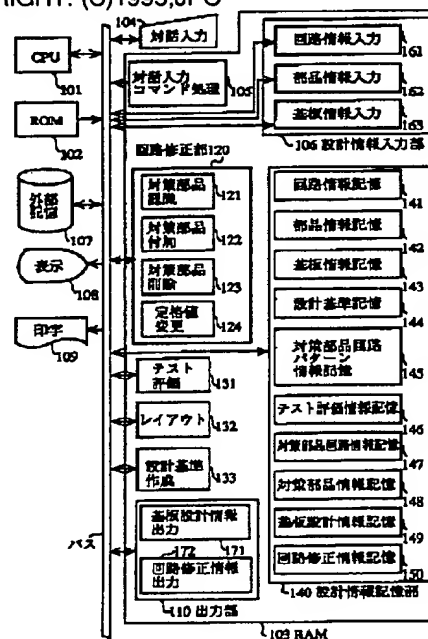 RIGHT: (C)1995,JPO
104
対話入力
CPU
101
対話入力
コマンド処理
105
ROM
102
回路情報入力
161
部品情報入力
162
基板情報入力
163
106 設計情報入力部
外部
記憶
107
表示
108
印字
109
回路修正部120
対策部品
認識
121
対策部品
付加
122
対策部品
削除
123
定格値
変更
124
テスト
評価
131
レイアウト
132
設計基準
作成
133
基板設計情報
出力
171
172
回路修正情報
出力
110 出力部
回路情報記憶
141
部品情報記憶
142
基板情報記憶
143
設計基準記憶
144
対策部品回路
パターン
情報記憶
145
テスト評価情報記憶
146
対策部品回路情報記憶
147
対策部品情報記憶
148
基板設計情報記憶
149
回路修正情報記憶
150
140 設計情報記憶部
バス
103 RAM